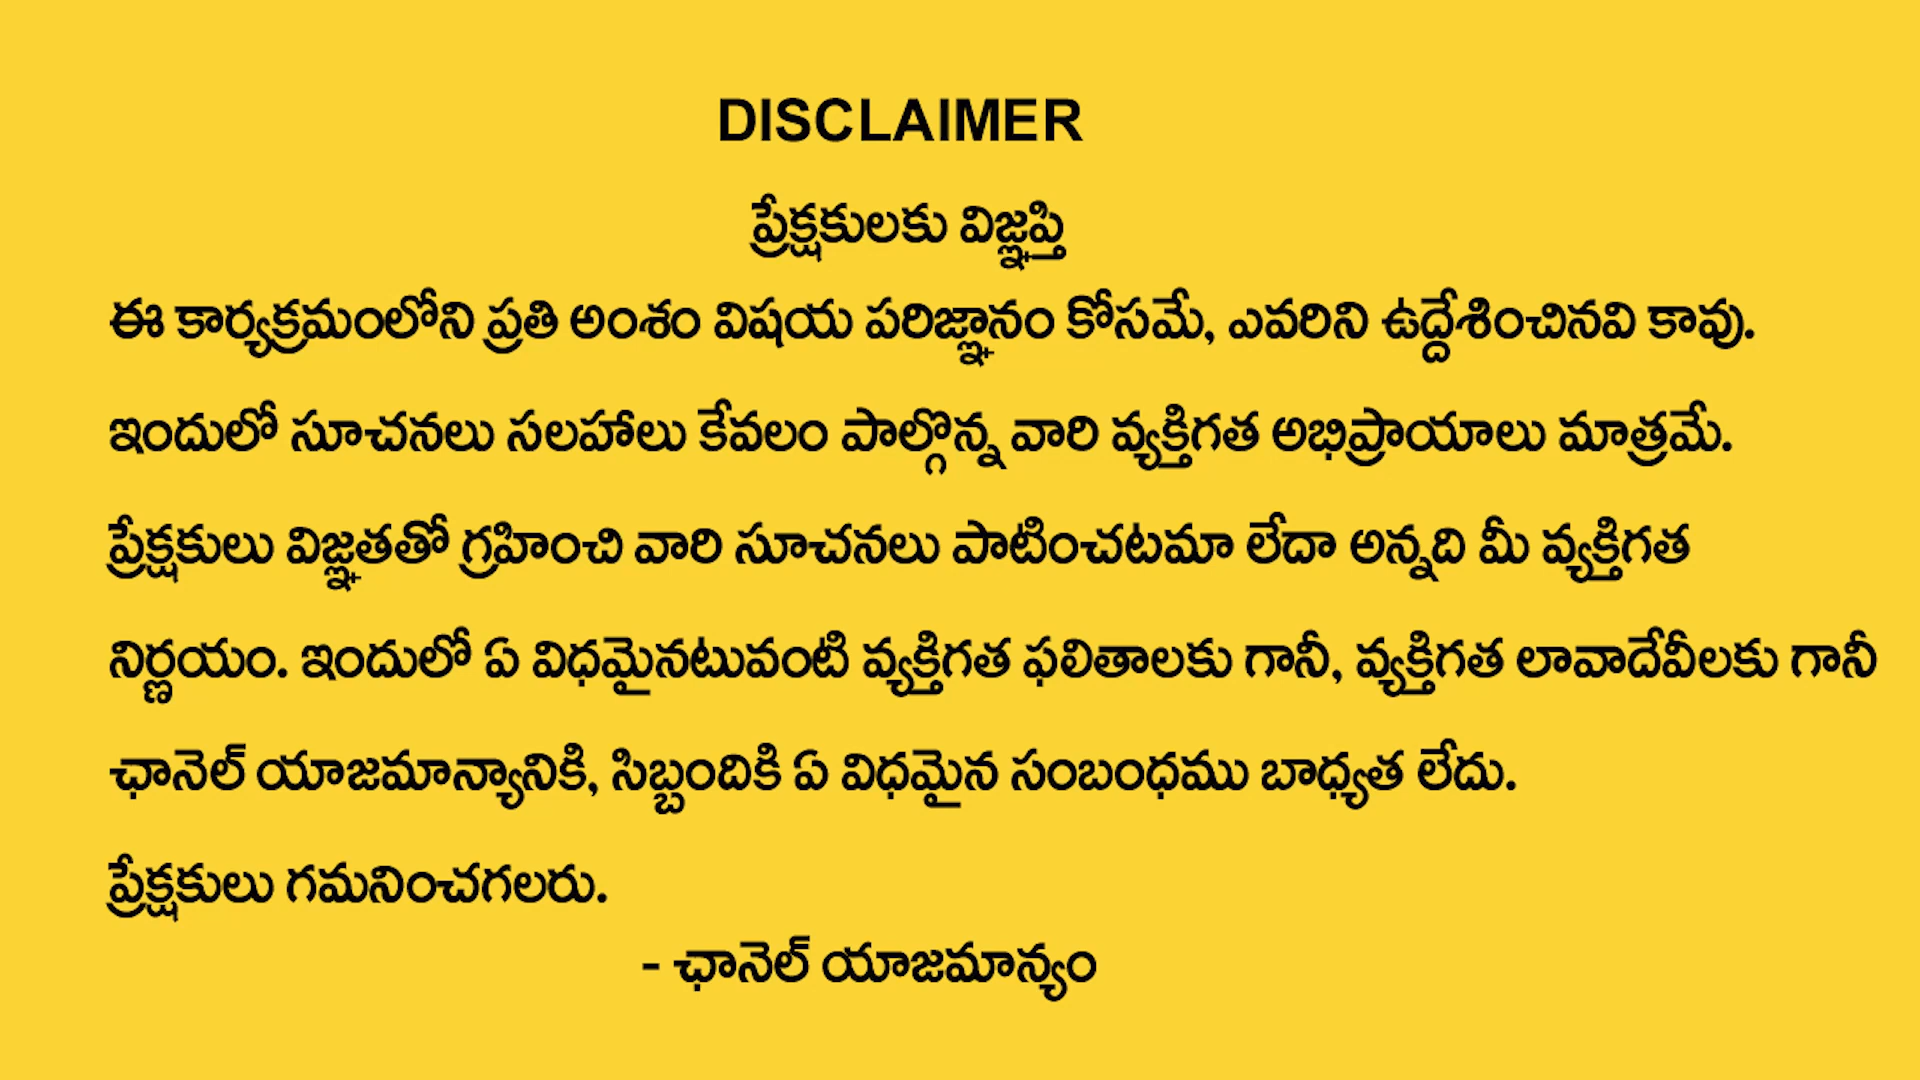 DISCLAIMER
ప్రేక్షకులకు విజ్ఞప్తి
ఈ కార్యక్రమంలోని ప్రతి అంశం విషయ పరిజ్ఞానం కోసమే, ఎవరిని ఉద్దేశించినవి కావు.
ఇందులో సూచనలు సలహాలు కేవలం పాల్గొన్న వారి వ్యక్తిగత అభిప్రాయాలు మాత్రమే.
ప్రేక్షకులు విజ్ఞతతో గ్రహించి వారి సూచనలు పాటించటమా లేదా అన్నది మీ వ్యక్తిగత
నిర్ణయం. ఇందులో ఏ విధమైనటువంటి వ్యక్తిగత ఫలితాలకు గానీ, వ్యక్తిగత లావాదేవీలకు గానీ
ఛానెల్ యాజమాన్యానికి, సిబ్బందికి ఏ విధమైన సంబంధము బాధ్యత లేదు.
ప్రేక్షకులు గమనించగలరు.
- ఛానెల్ యాజమాన్యం